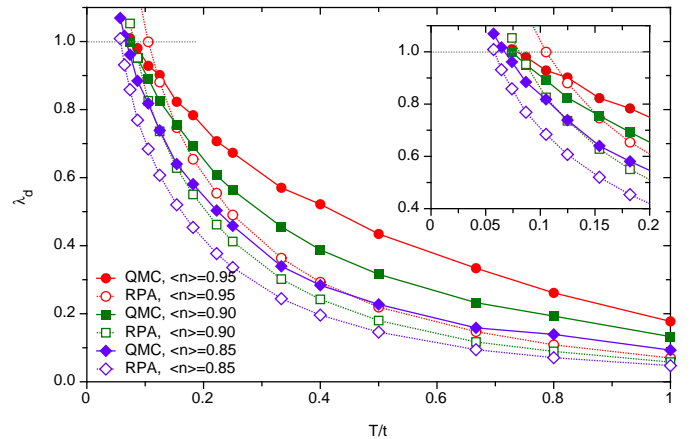 1.0
0.8
0.6
0.4
0.2
0.0
λd
1.0
0.8
0.6
0.4
0 0.05 0.1 0.15 0.2
QMC, <n>=0.95
RPA, <n>=0.95
QMC, <n>=0.90
RPA, <n>=0.90
QMC, <n>=0.85
RPA, <n>=0.85
0 0.2 0.4 0.6 0.8 1
T/t